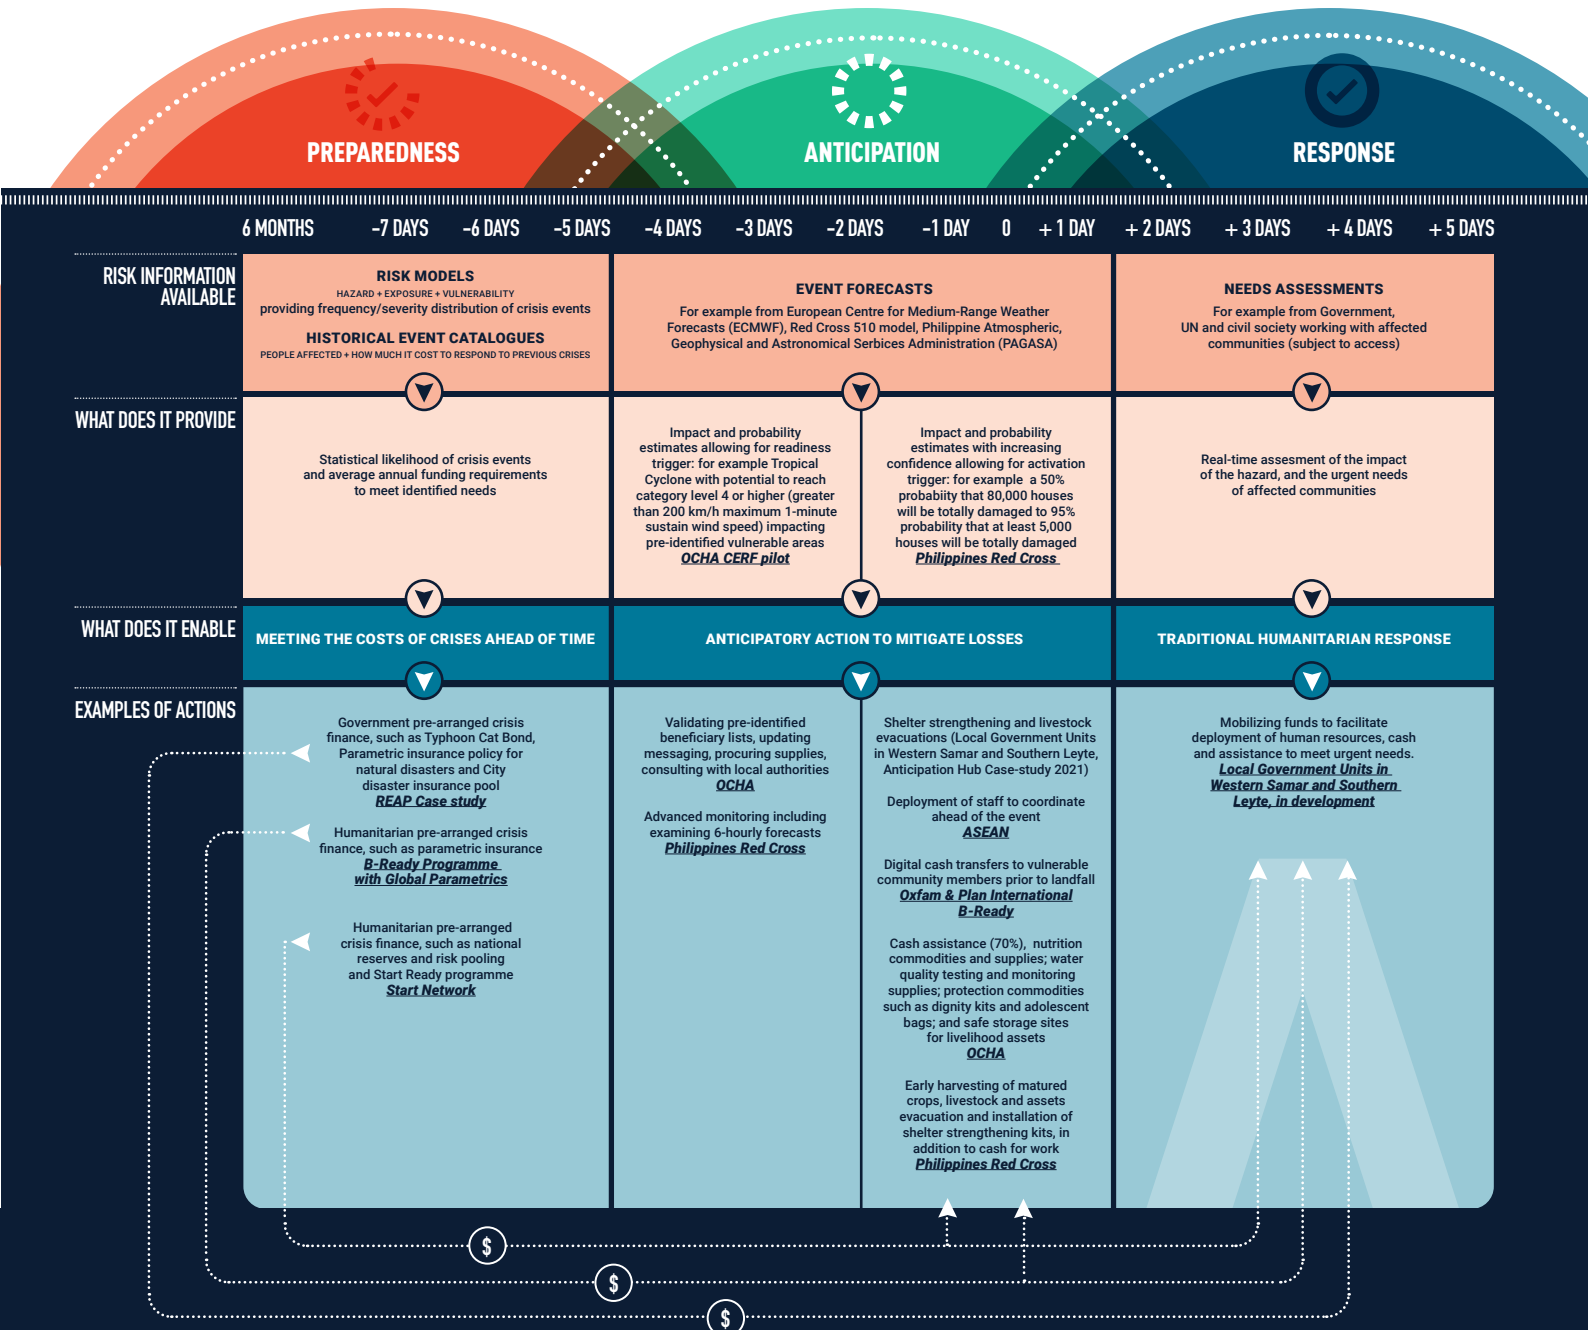 PREPAREDNESS
ANTICIPATION
RESPONSE
6 MONTHS
-7 DAYS
-6 DAYS
-5 DAYS
-4 DAYS
-3 DAYS
-2 DAYS
-1 DAY
0
+ 1 DAY
+ 2 DAYS
+ 3 DAYS
+ 4 DAYS
+ 5 DAYS
RISK INFORMATION
AVAILABLE
RISK MODELS
HAZARD + EXPOSURE + VULNERABILITY
providing frequency/severity distribution of crisis events
HISTORICAL EVENT CATALOGUES
PEOPLE AFFECTED + HOW MUCH IT COST TO RESPOND TO PREVIOUS CRISES
EVENT FORECASTS
For example from European Centre for Medium-Range Weather
Forecasts (ECMWF), Red Cross 510 model, Philippine Atmospheric,
Geophysical and Astronomical Serbices Administration (PAGASA)
NEEDS ASSESSMENTS
For example from Government,
UN and civil society working with affected
communities (subject to access)
WHAT DOES IT PROVIDE
Statistical likelihood of crisis events
and average annual funding requirements
to meet identified needs
Impact and probability
estimates allowing for readiness
trigger: for example Tropical
Cyclone with potential to reach
category level 4 or higher (greater
than 200 km/h maximum 1-minute
sustain wind speed) impacting
pre-identified vulnerable areas
OCHA CERF pilot
Impact and probability
estimates with increasing
confidence allowing for activation
trigger: for example a 50%
probabiity that 80,000 houses
will be totally damaged to 95%
probability that at least 5,000
houses will be totally damaged
Philippines Red Cross
Real-time assesment of the impact
of the hazard, and the urgent needs
of affected communities
WHAT DOES IT ENABLE
MEETING THE COSTS OF CRISES AHEAD OF TIME
ANTICIPATORY ACTION TO MITIGATE LOSSES
TRADITIONAL HUMANITARIAN RESPONSE
EXAMPLES OF ACTIONS
Government pre-arranged crisis
finance, such as Typhoon Cat Bond,
Parametric insurance policy for
natural disasters and City
disaster insurance pool
REAP Case study
Humanitarian pre-arranged crisis
finance, such as parametric insurance
B-Ready Programme
with Global Parametrics
Humanitarian pre-arranged
crisis finance, such as national
reserves and risk pooling
and Start Ready programme
Start Network
Validating pre-identified
beneficiary lists, updating
messaging, procuring supplies,
consulting with local authorities
OCHA
Advanced monitoring including
examining 6-hourly forecasts
Philippines Red Cross
Shelter strengthening and livestock
evacuations (Local Government Units
in Western Samar and Southern Leyte,
Anticipation Hub Case-study 2021)
Deployment of staff to coordinate
ahead of the event
ASEAN
Digital cash transfers to vulnerable
community members prior to landfall
Oxfam & Plan International
B-Ready
Cash assistance (70%), nutrition
commodities and supplies; water
quality testing and monitoring
supplies; protection commodities
such as dignity kits and adolescent
bags; and safe storage sites
for livelihood assets
OCHA
Early harvesting of matured
crops, livestock and assets
evacuation and installation of
shelter strengthening kits, in
addition to cash for work
Philippines Red Cross
Mobilizing funds to facilitate
deployment of human resources, cash
and assistance to meet urgent needs.
Local Government Units in
Western Samar and Southern
Leyte, in development
$
$
$